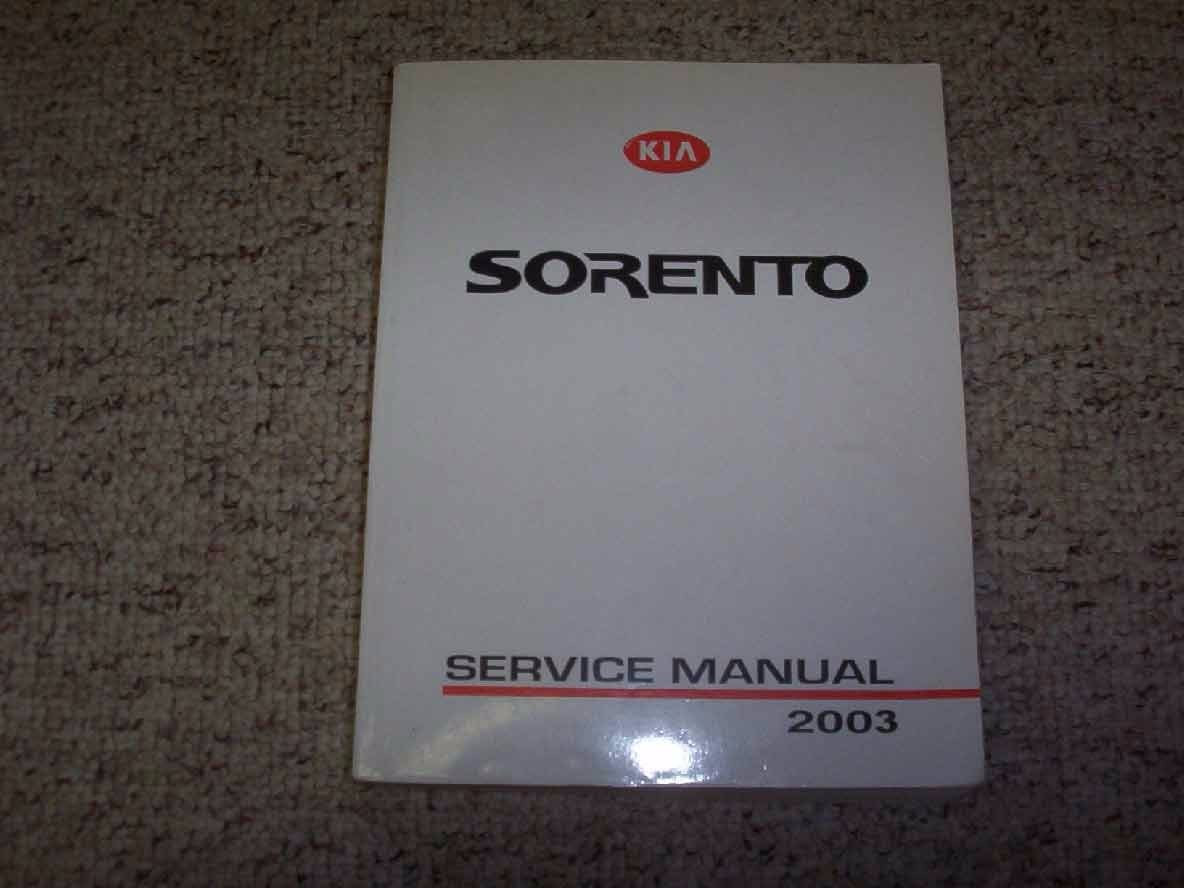 KIA
SORENTO
SERVICE MANUAL
2003